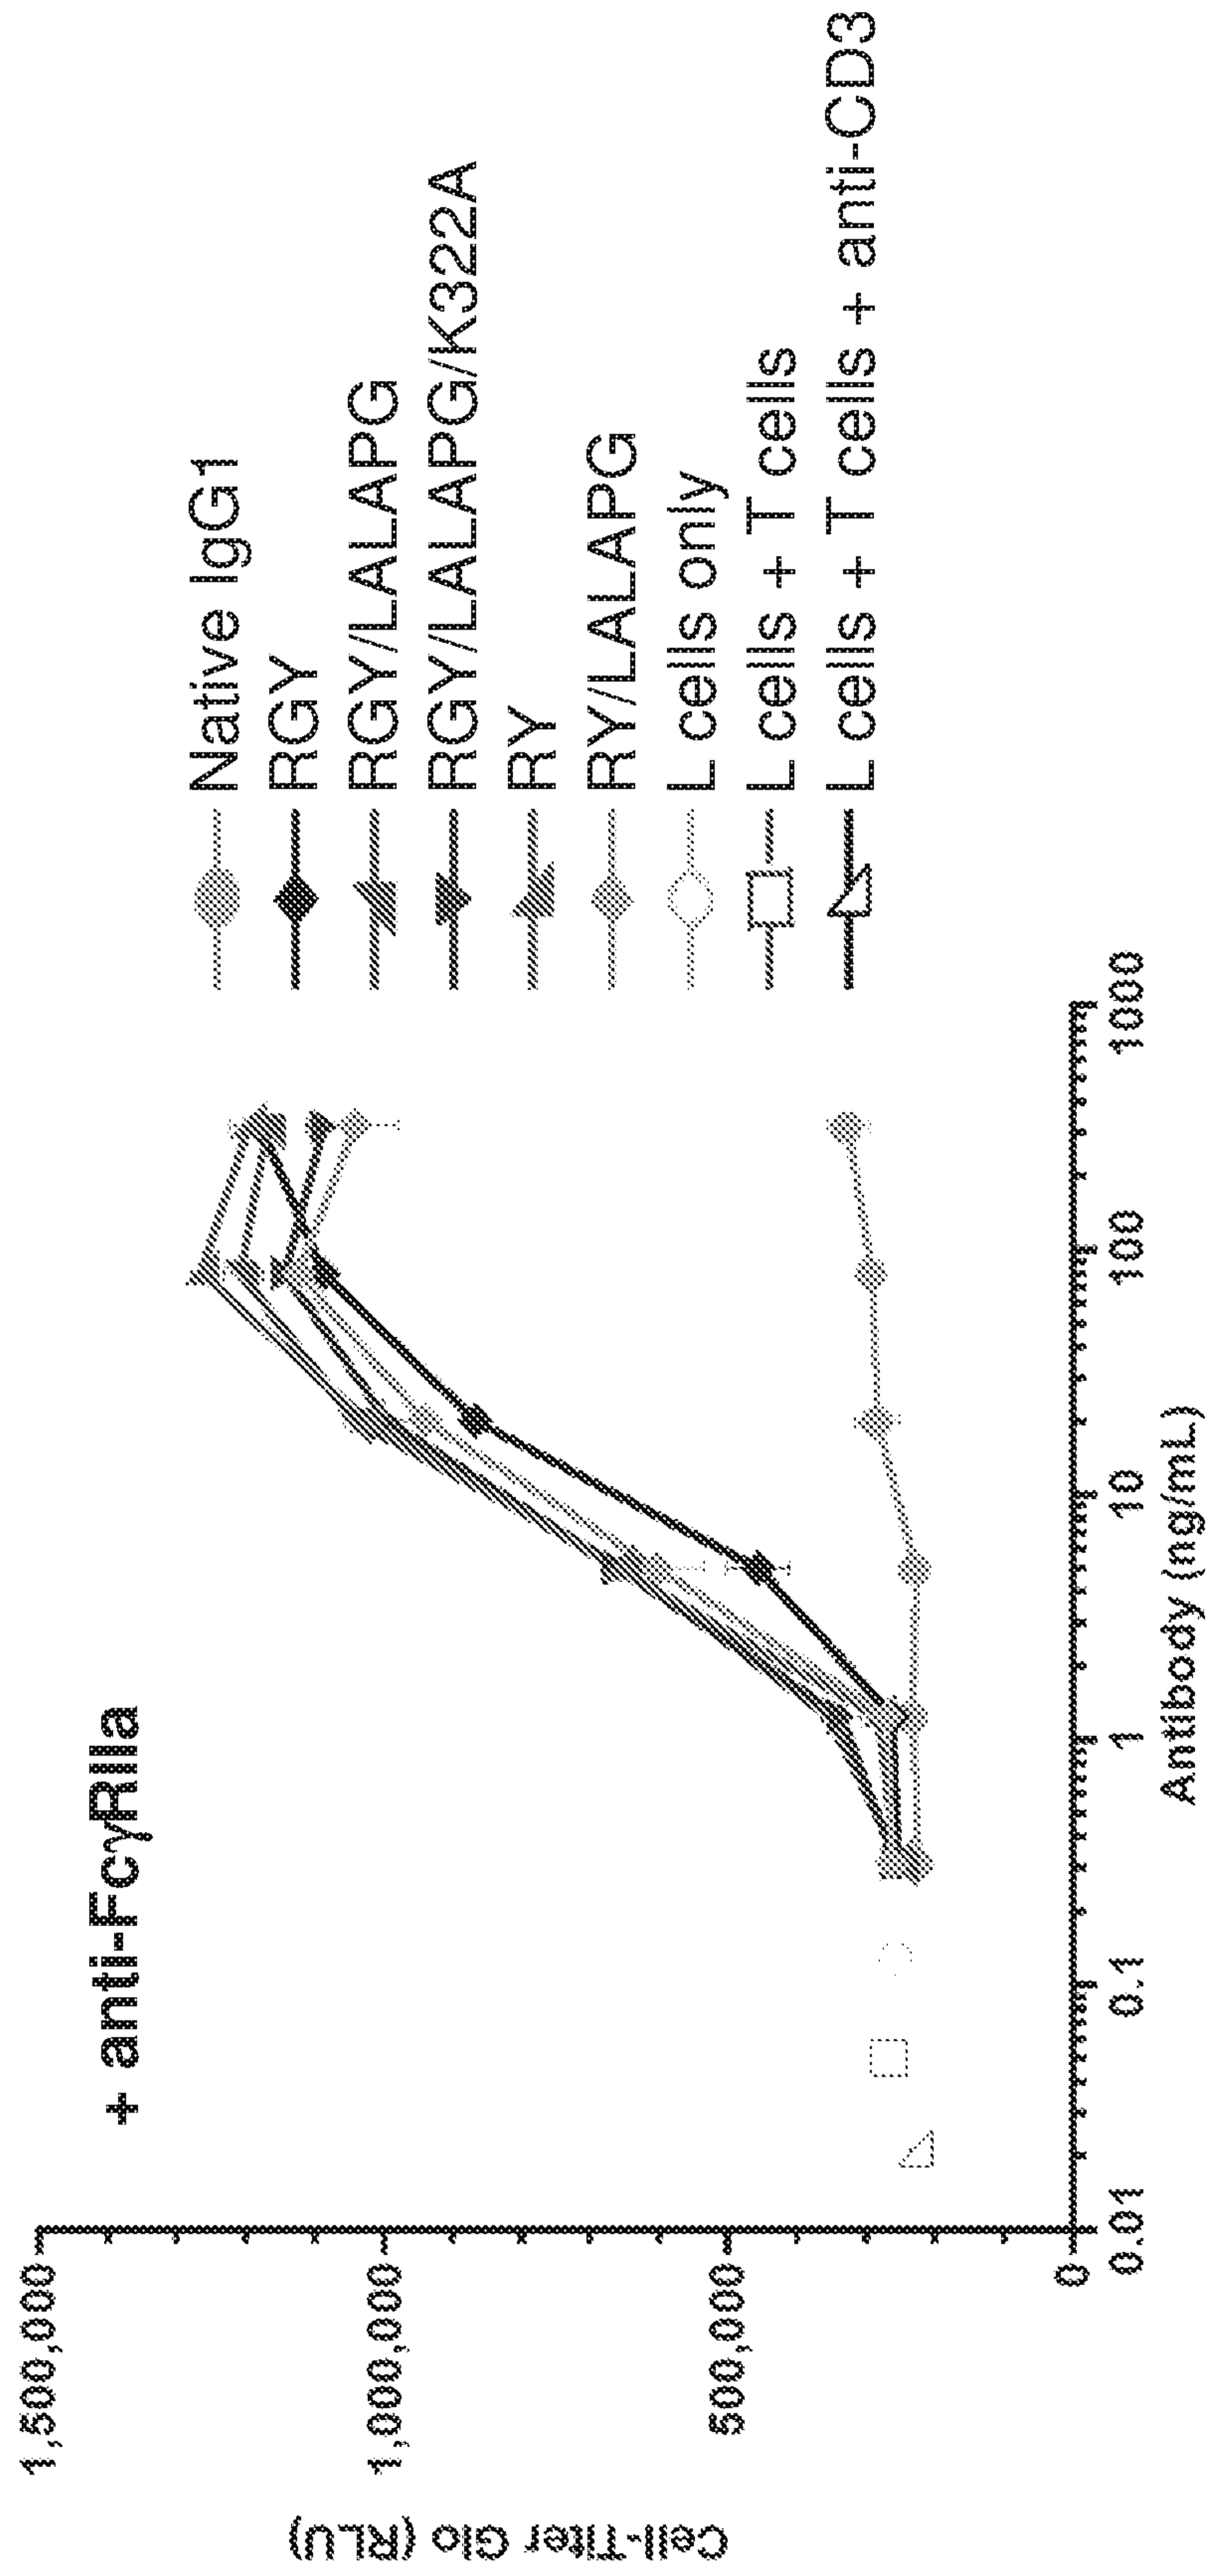 + anti-FcγRIIa
Cell-Titer Glo (RLU)
1,500,000
1,000,000
500,000
0
0.01
0.1
1
10
100
1000
Antibody (ng/mL)
Native IgG1
RGY
RGY/LALAPG
RGY/LALAPG/K322A
RY
RY/LALAPG
L cells only
L cells + T cells
L cells + T cells + anti-CD3